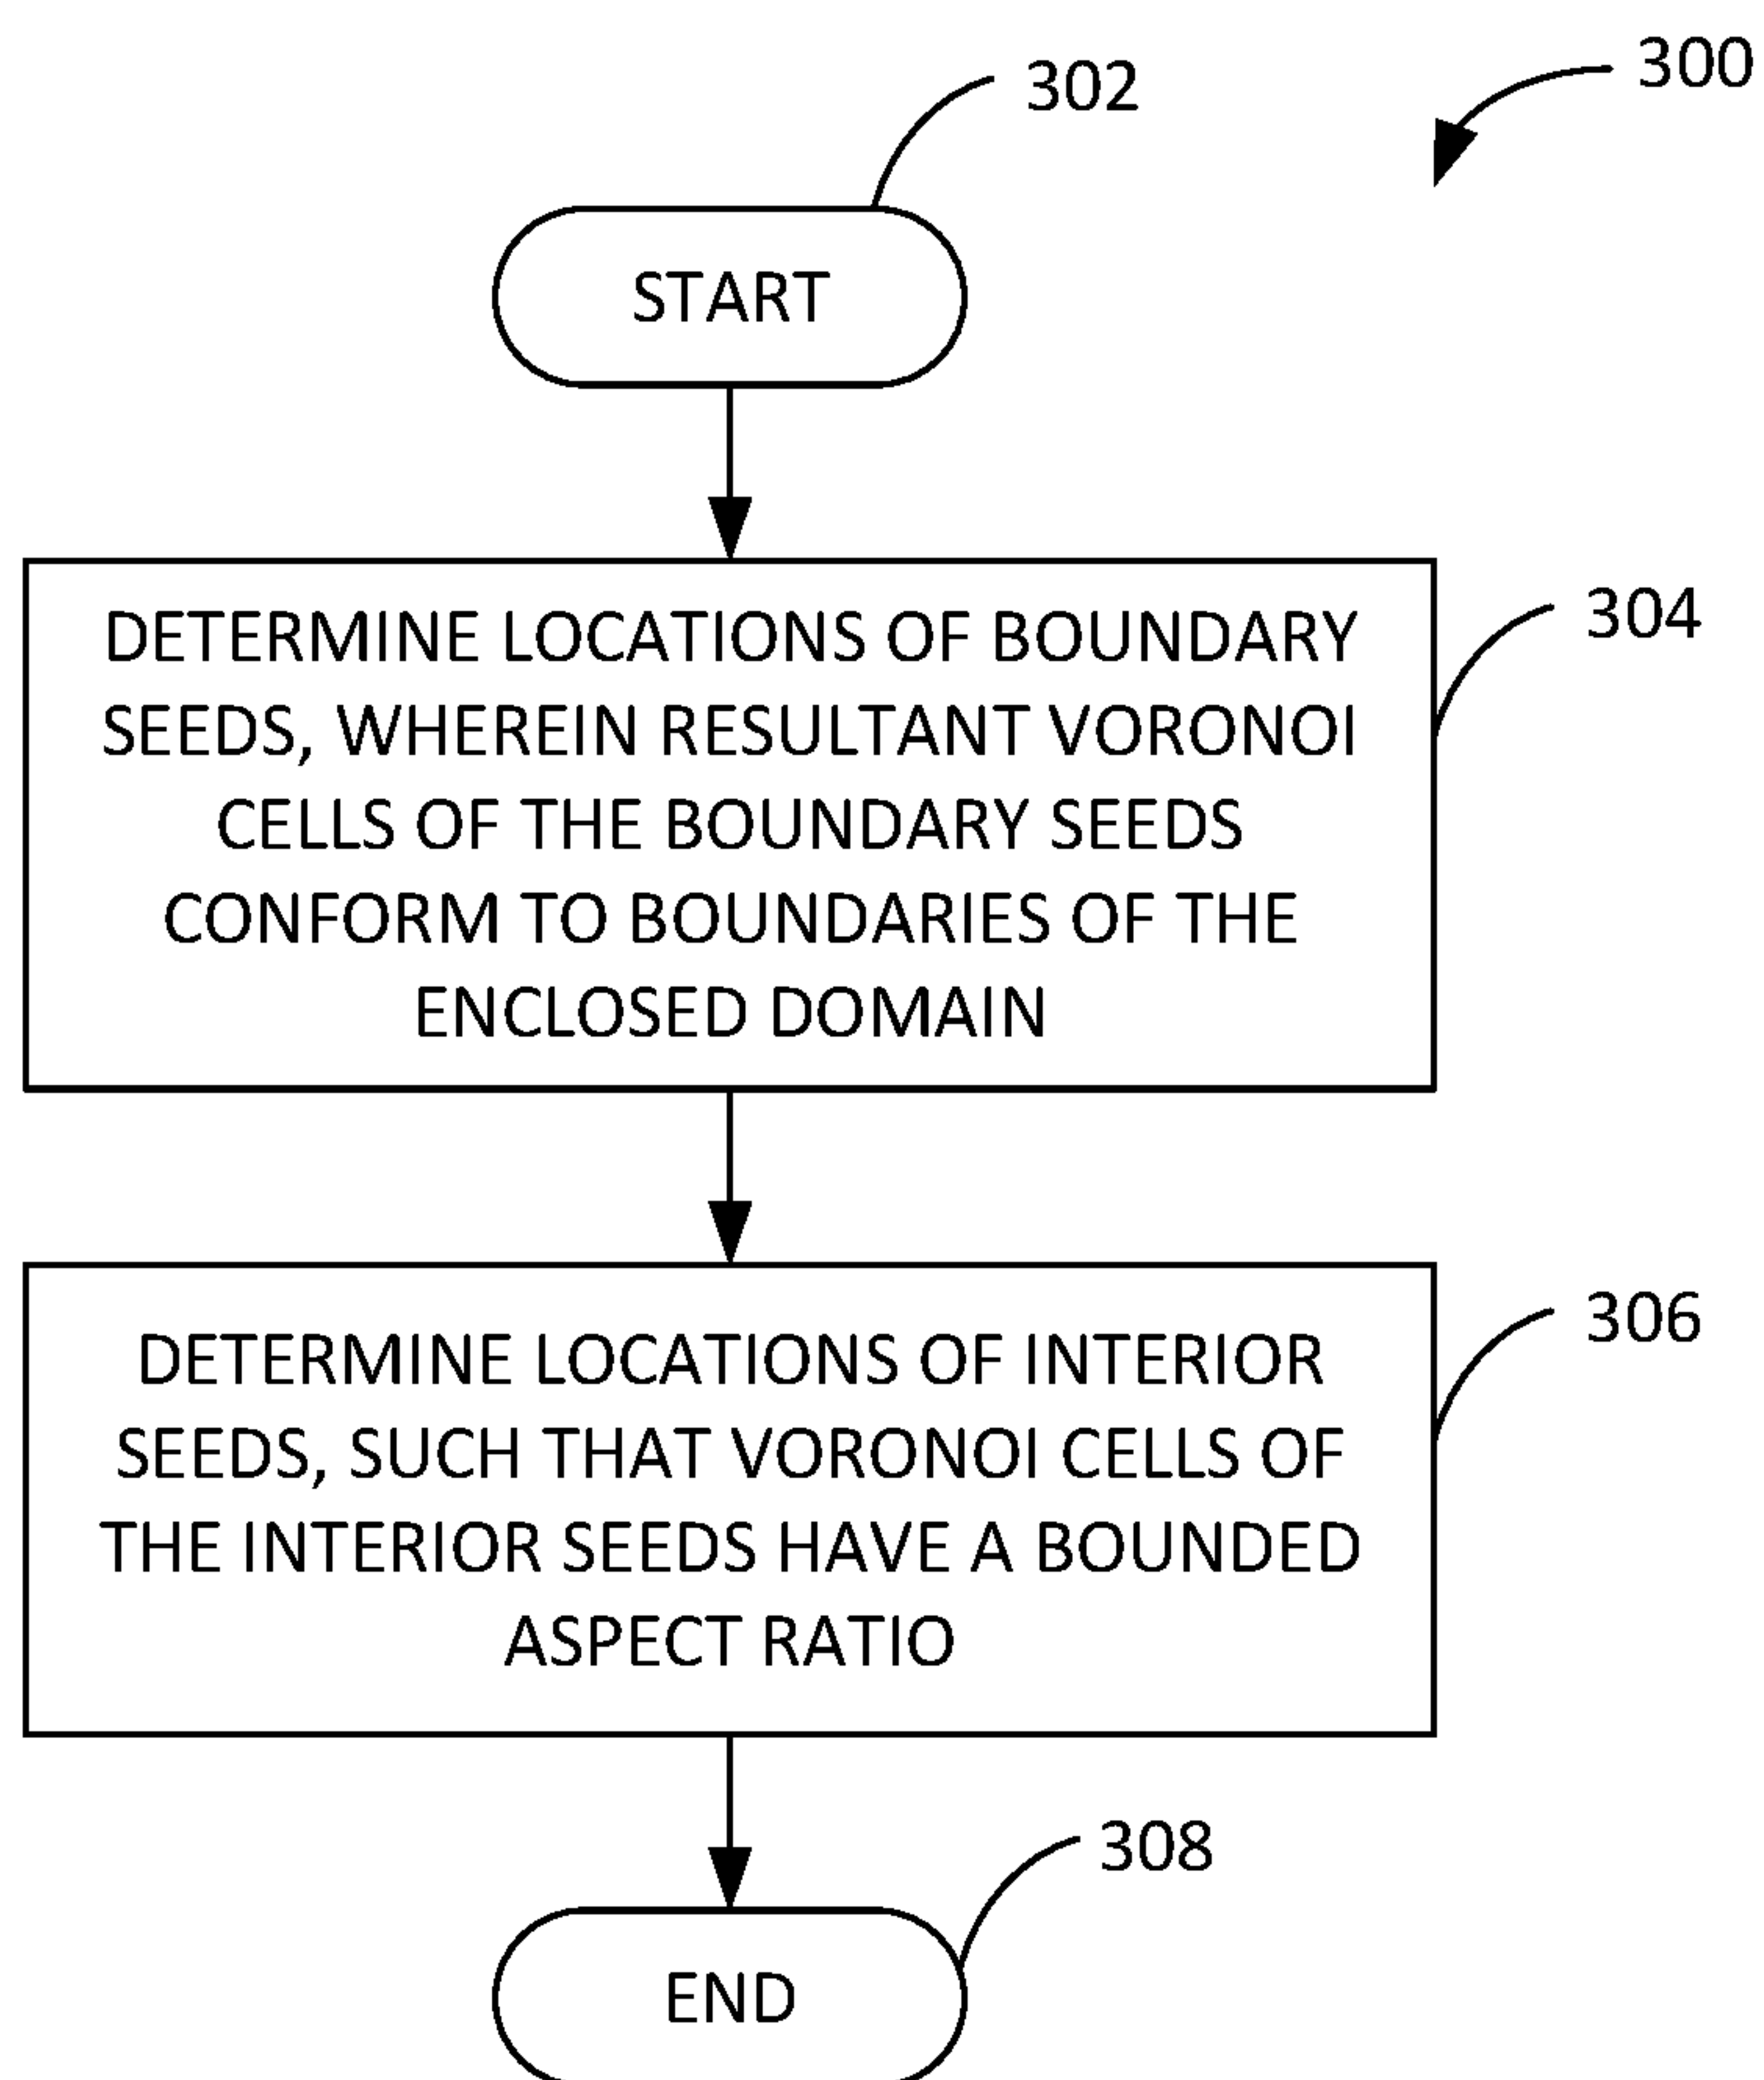 300
302
START
304
DETERMINE LOCATIONS OF BOUNDARY
SEEDS, WHEREIN RESULTANT VORONOI
CELLS OF THE BOUNDARY SEEDS
CONFORM TO BOUNDARIES OF THE
ENCLOSED DOMAIN
306
DETERMINE LOCATIONS OF INTERIOR
SEEDS, SUCH THAT VORONOI CELLS OF
THE INTERIOR SEEDS HAVE A BOUNDED
ASPECT RATIO
308
END